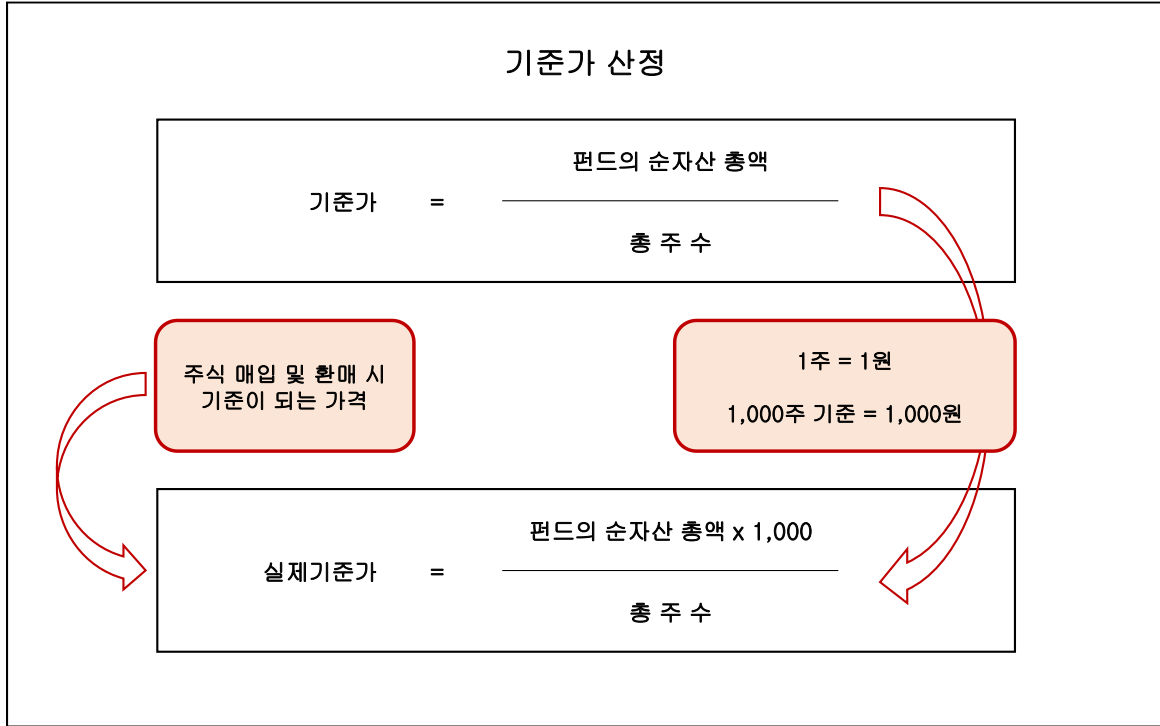 기준가 산정
펀드의 순자산 총액
기준가 =
총 주 수
주식 매입 및 환매 시
기준이 되는 가격
1주 = 1원
1,000주 기준 = 1,000원
펀드의 순자산 총액 x 1,000
실제기준가 =
총 주 수